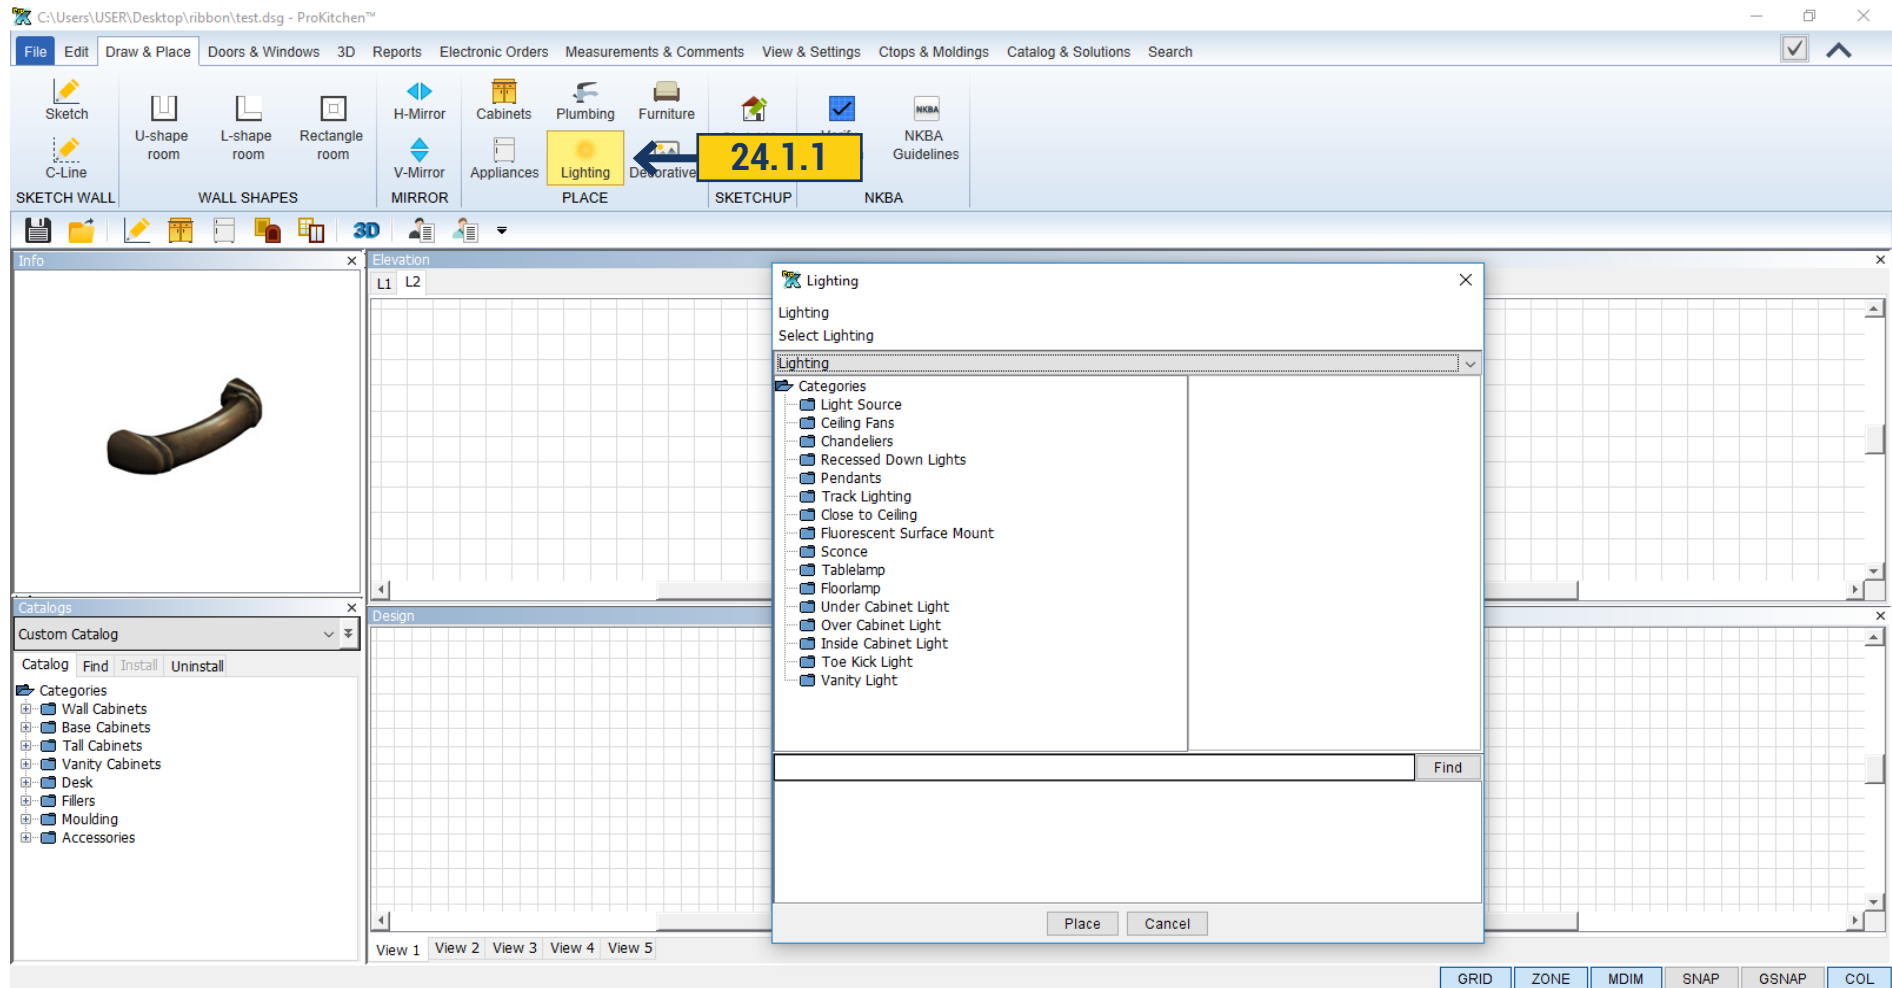 C:\Users\USER\Desktop\ribbon\test.dsg - ProKitchen™
File Edit Draw & Place Doors & Windows 3D Reports Electronic Orders Measurements & Comments View & Settings Ctops & Moldings Catalog & Solutions Search
Sketch
C-Line
SKETCH WALL
U-shape
room
L-shape
room
Rectangle
room
WALL SHAPES
H-Mirror
V-Mirror
MIRROR
Cabinets
Plumbing
Furniture
Appliances
Lighting
Decorative
PLACE
24.1.1
SKETCHUP
NKBA
NKBA
Guidelines
NKBA
3D
Info
Elevation
L1 L2
Catalogs
Custom Catalog
Catalog Find Install Uninstall
Categories
Wall Cabinets
Base Cabinets
Tall Cabinets
Vanity Cabinets
Desk
Fillers
Moulding
Accessories
Design
View 1 View 2 View 3 View 4 View 5
Lighting
Lighting
Select Lighting
Lighting
Categories
Light Source
Ceiling Fans
Chandeliers
Recessed Down Lights
Pendants
Track Lighting
Close to Ceiling
Fluorescent Surface Mount
Sconce
Tablelamp
Floorlamp
Under Cabinet Light
Over Cabinet Light
Inside Cabinet Light
Toe Kick Light
Vanity Light
Find
Place Cancel
GRID ZONE MDIM SNAP GSNAP COL